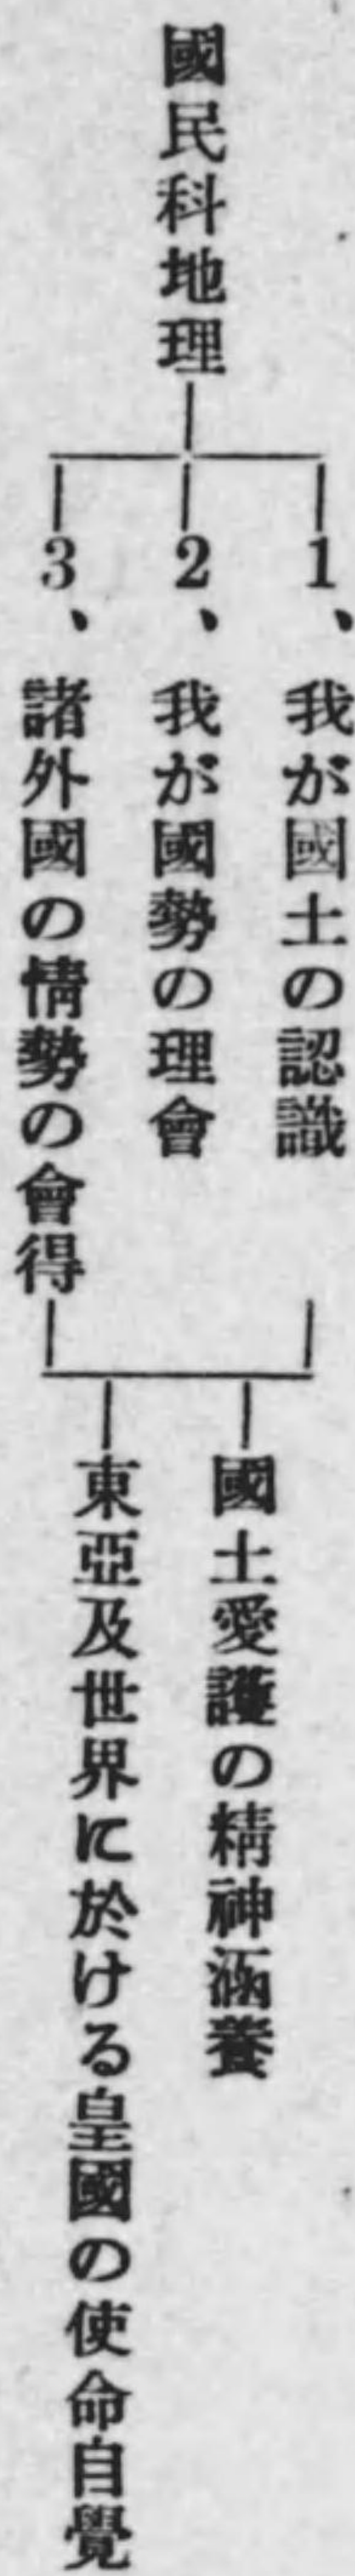 國民科地理
1、我が國土の認識
2、我が國勢の理會
3、諸外國の情勢の會得
國土愛護の精神涵養
東亞及世界に於ける皇國の使命自覺